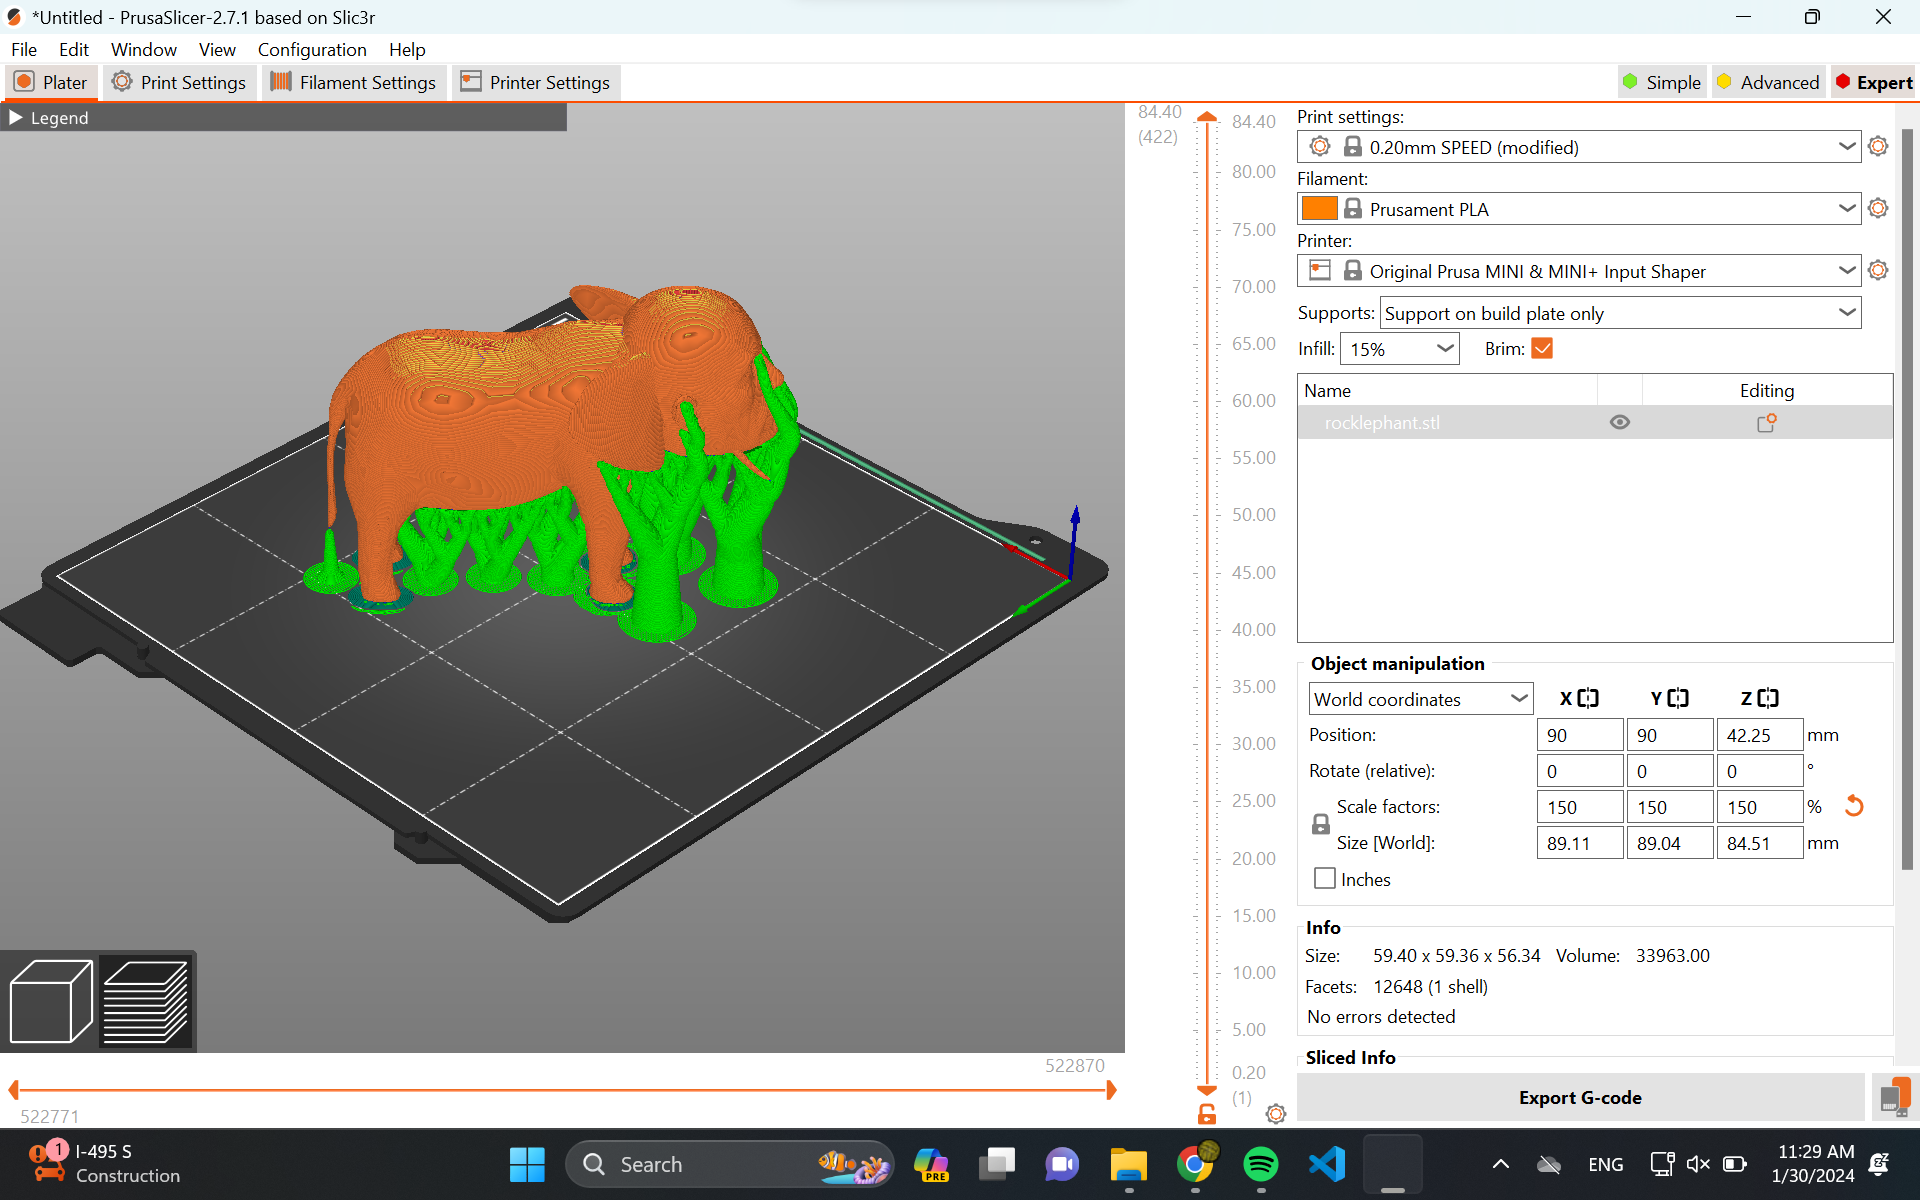 *Untitled - PrusaSlicer-2.7.1 based on Slic3r
File Edit Window View Configuration Help
Plater Print Settings Filament Settings Printer Settings Simple Advanced Expert
Legend
84.40
(422)
84.40
80.00
75.00
70.00
65.00
60.00
55.00
50.00
45.00
40.00
35.00
30.00
25.00
20.00
15.00
10.00
5.00
0.20
(1)
522870
522771
Print settings:
0.20mm SPEED (modified)
Filament:
Prusament PLA
Printer:
Original Prusa MINI & MINI+ Input Shaper
Supports: Support on build plate only
Infill: 15% Brim:
Name Editing
rocklephant.stl
Object manipulation
World coordinates X Y Z
Position: 90 90 42.25 mm
Rotate (relative): 0 0 0 °
Scale factors: 150 150 150 %
Size [World]: 89.11 89.04 84.51 mm
Inches
Info
Size: 59.40 x 59.36 x 56.34 Volume: 33963.00
Facets: 12648 (1 shell)
No errors detected
Sliced Info
Export G-code
1 I-495 S
Construction
Search
PRE
ENG
11:29 AM
1/30/2024